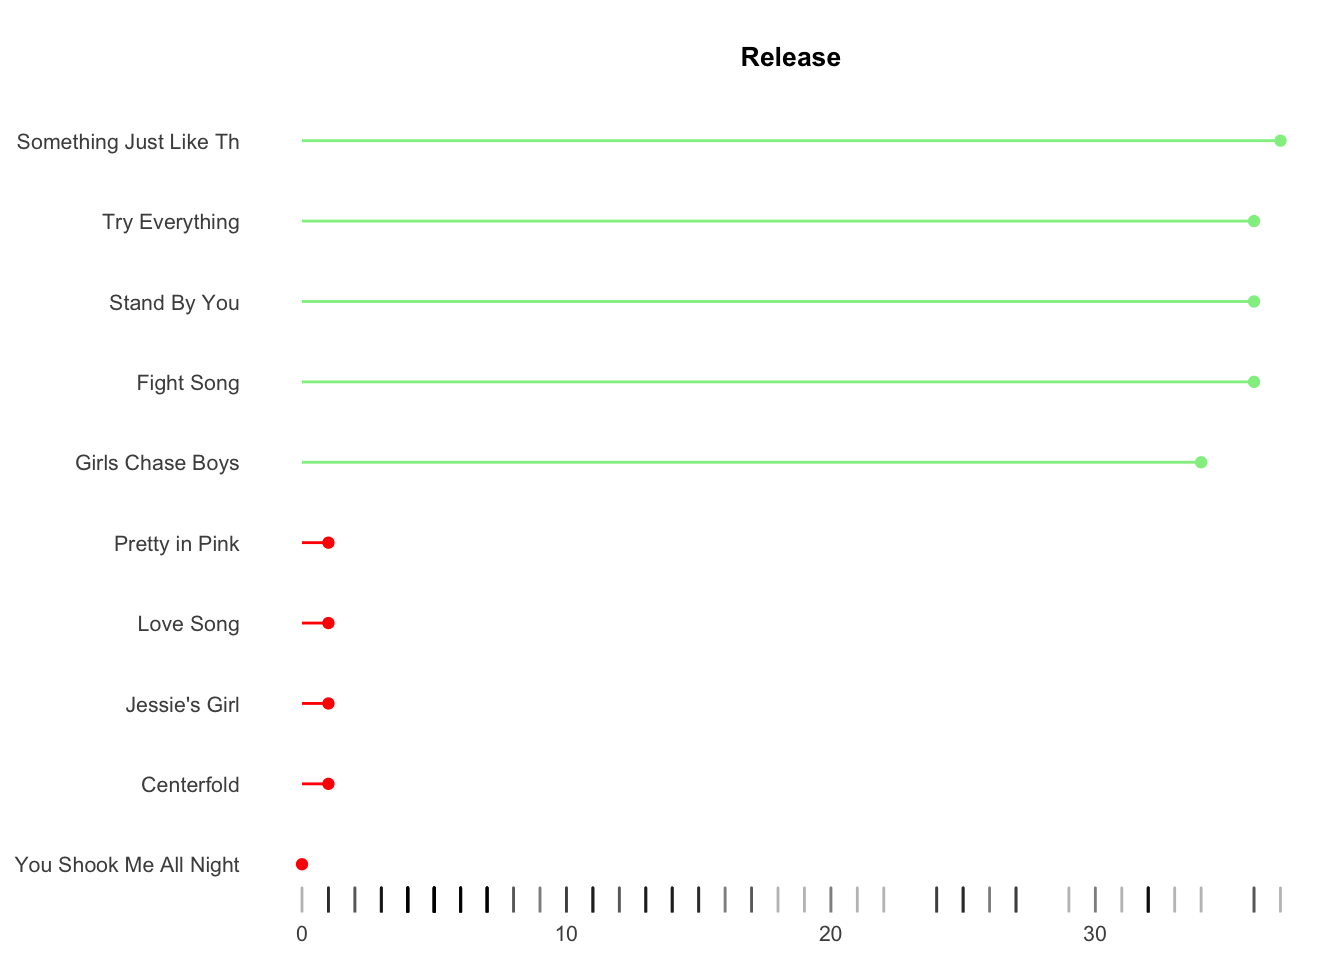 Release
Something Just Like Th
Try Everything
Stand By You
Fight Song
Girls Chase Boys
Pretty in Pink
Love Song
Jessie's Girl
Centerfold
You Shook Me All Night
0 10 20 30